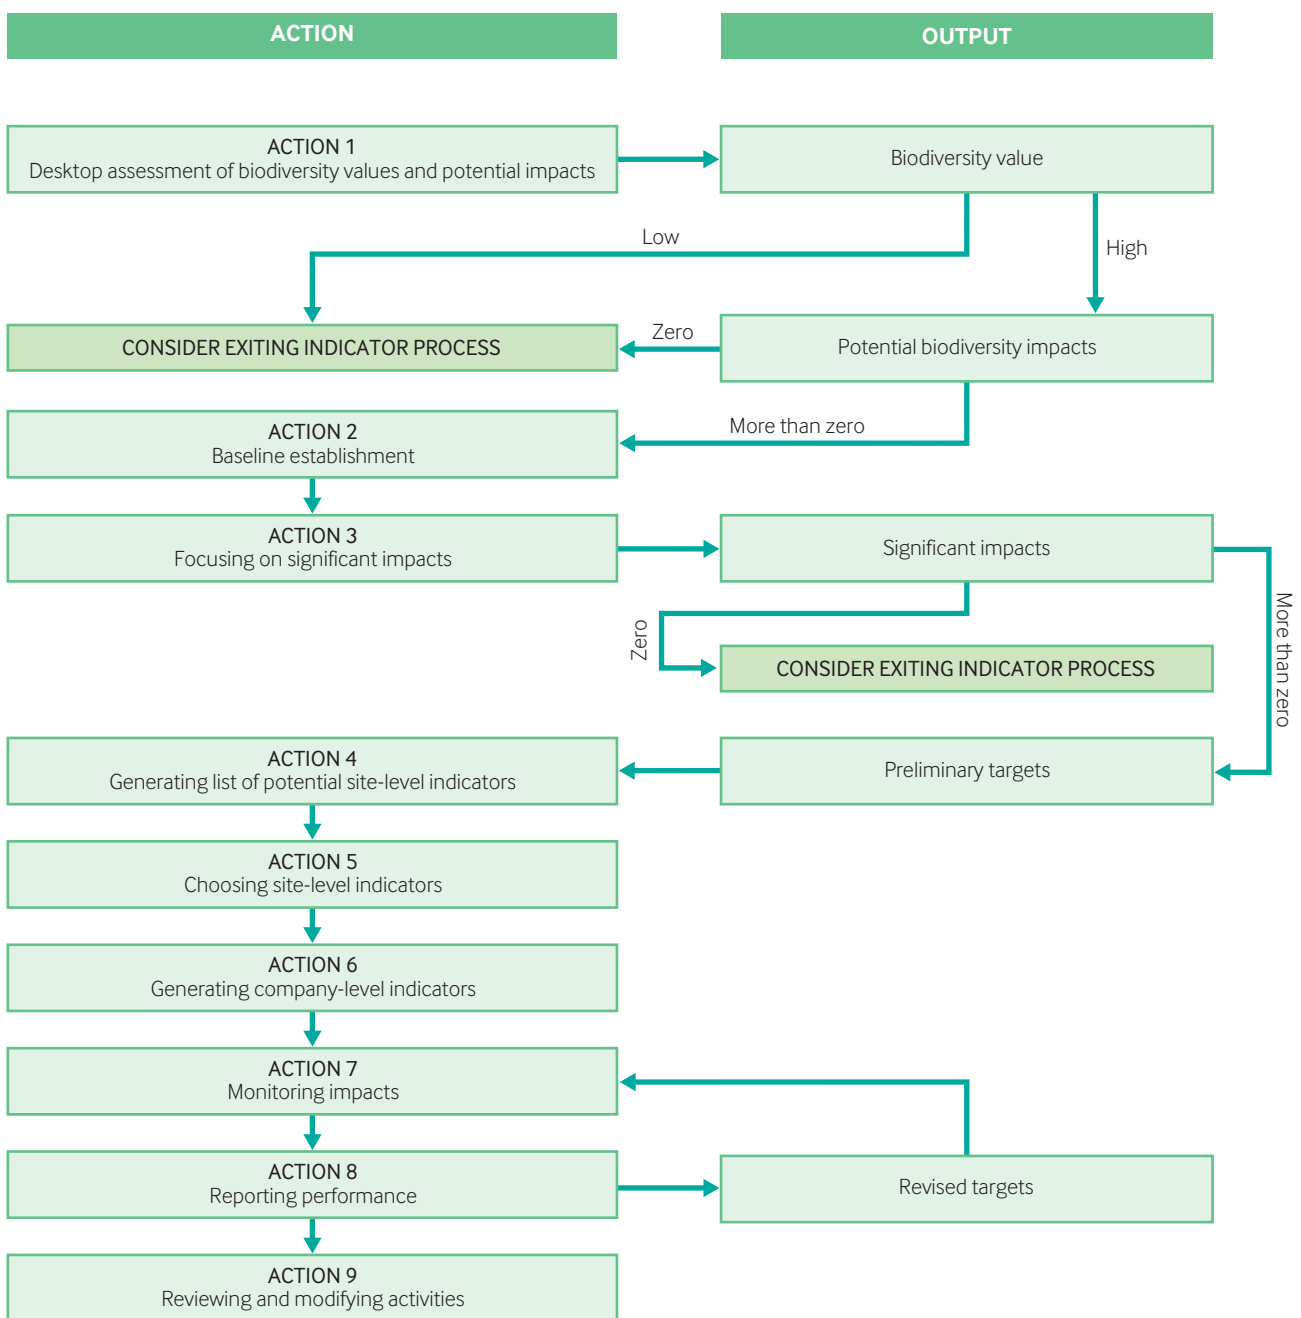 ACTION
OUTPUT
ACTION 1
Desktop assessment of biodiversity values and potential impacts
Biodiversity value
Low
High
CONSIDER EXITING INDICATOR PROCESS
Zero
Potential biodiversity impacts
More than zero
ACTION 2
Baseline establishment
ACTION 3
Focusing on significant impacts
Significant impacts
More than zero
Zero
CONSIDER EXITING INDICATOR PROCESS
ACTION 4
Generating list of potential site-level indicators
Preliminary targets
ACTION 5
Choosing site-level indicators
ACTION 6
Generating company-level indicators
ACTION 7
Monitoring impacts
ACTION 8
Reporting performance
Revised targets
ACTION 9
Reviewing and modifying activities